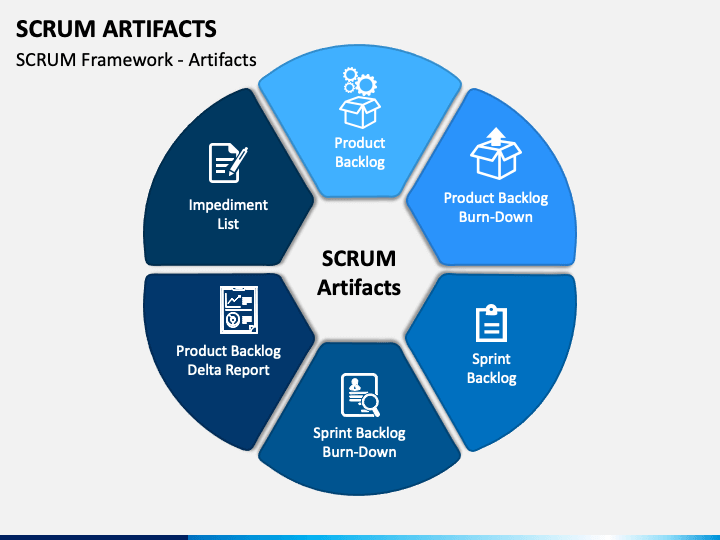 SCRUM ARTIFACTS
SCRUM Framework - Artifacts
Product
Backlog
Product Backlog
Burn-Down
Sprint
Backlog
Sprint Backlog
Burn-Down
Product Backlog
Delta Report
Impediment
List
SCRUM
Artifacts